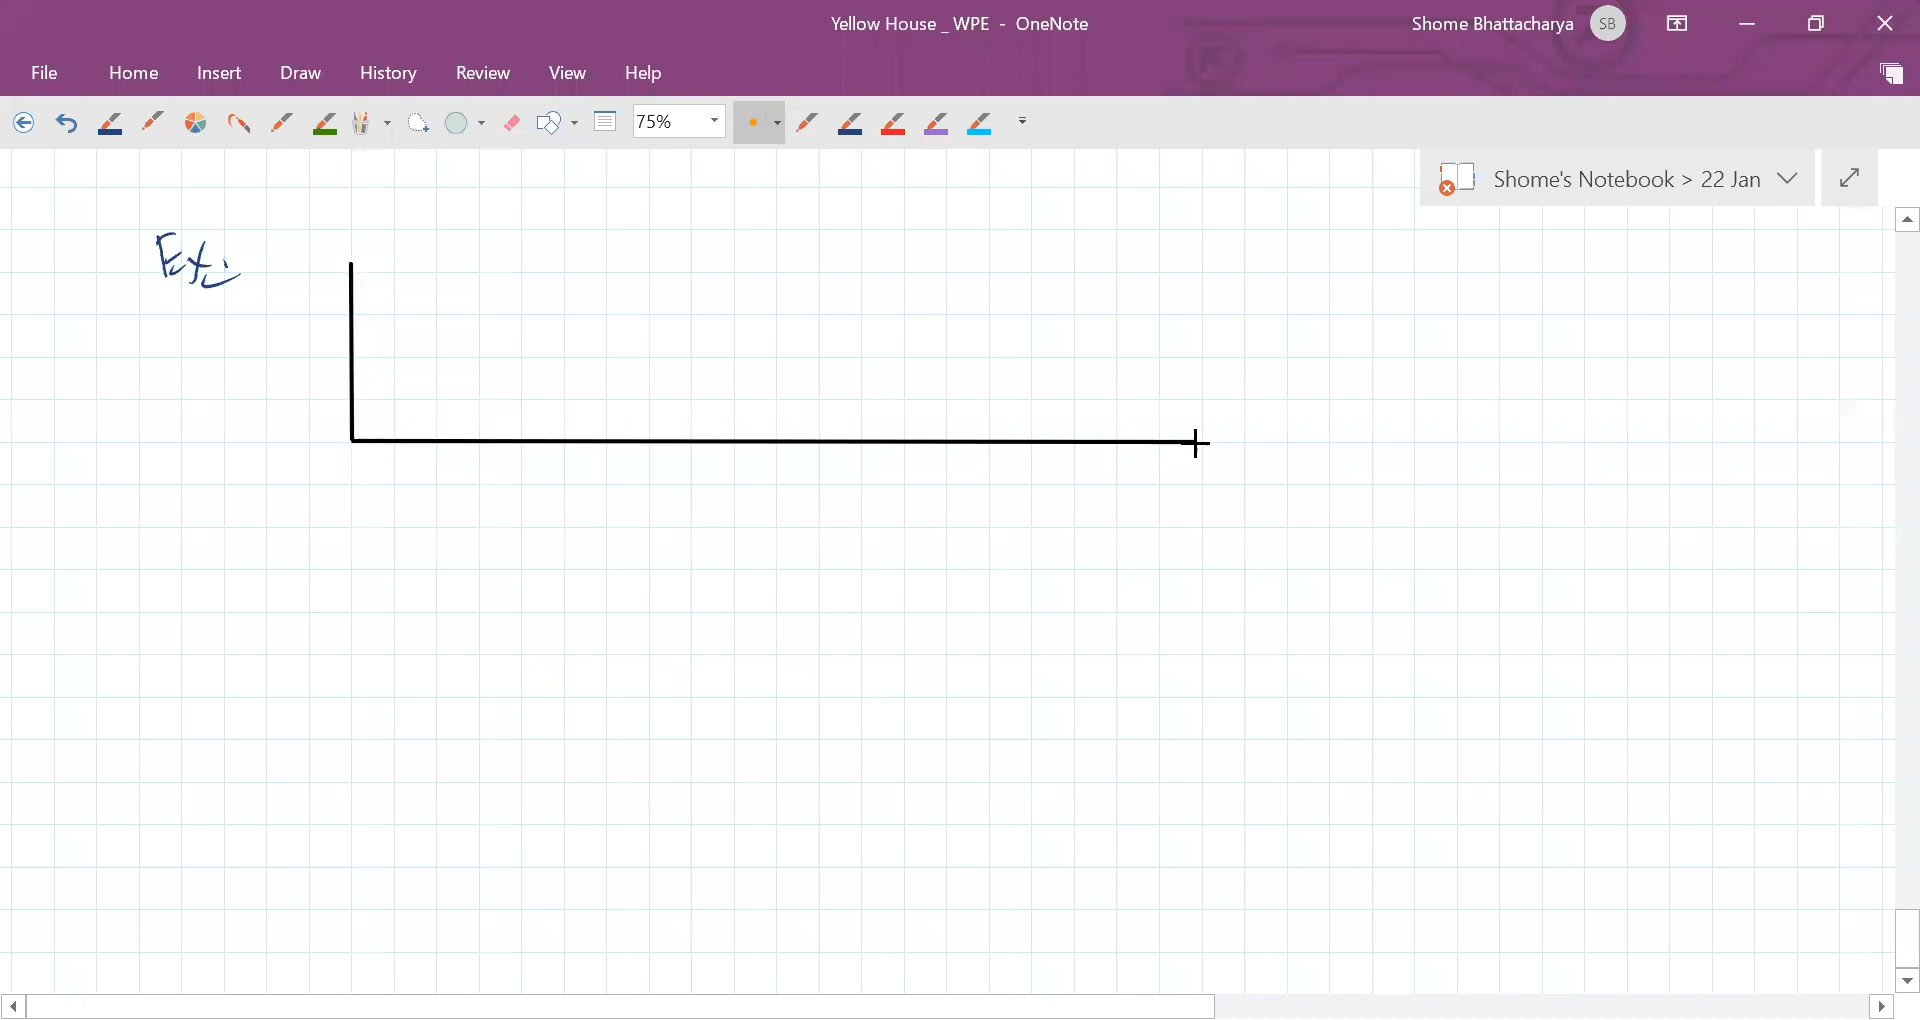 Yellow House _ WPE - OneNote
Shome Bhattacharya SB
File Home Insert Draw History Review View Help
75%
Shome's Notebook > 22 Jan
Ex: